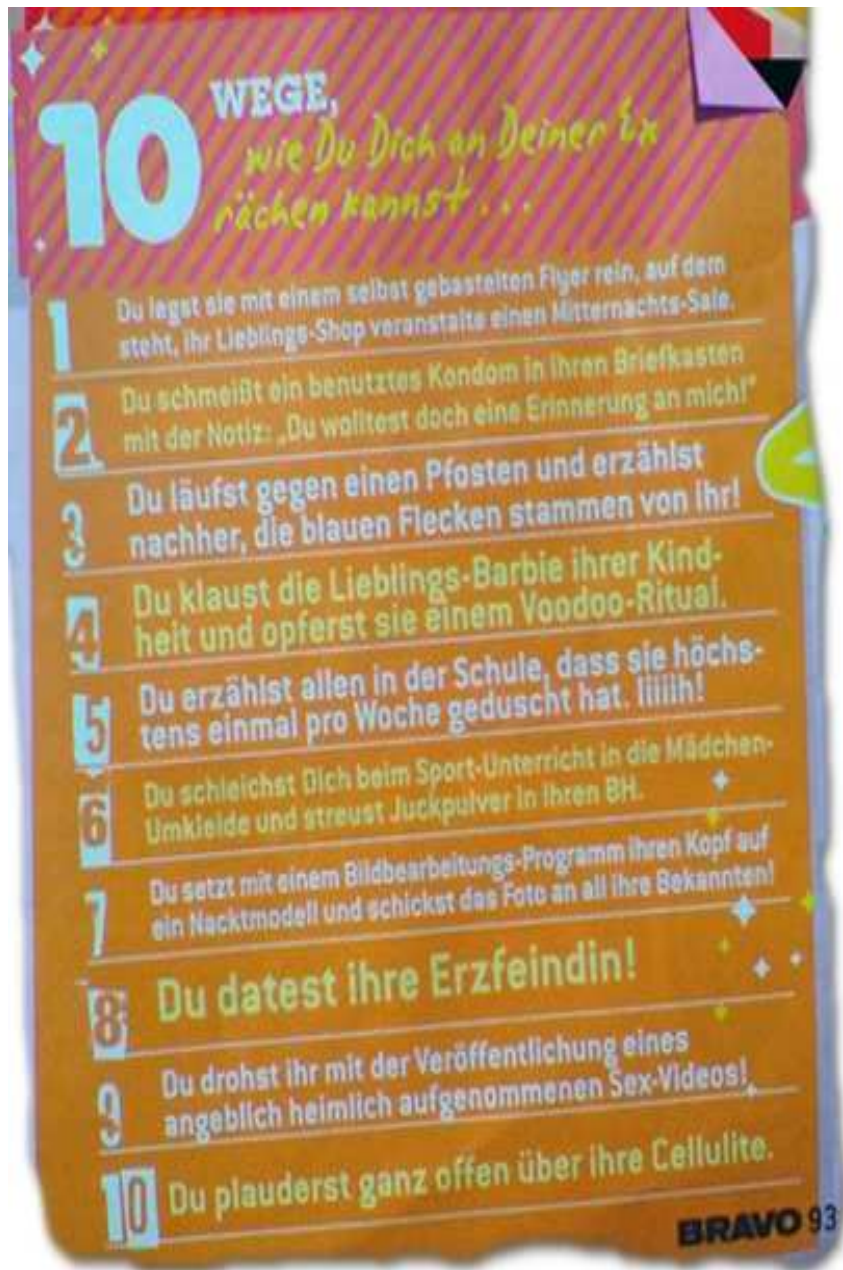 10 WEGE,
wie Du Dich an Deiner Ex
rächen kannst...
1 Du legst sie mit einem selbst gebastelten Flyer rein, auf dem
steht, ihr Lieblings-Shop veranstalte einen Mitternachts-Sale.
2 Du schmeißt ein benutztes Kondom in ihren Briefkasten
mit der Notiz: „Du wolltest doch eine Erinnerung an mich!"
3 Du läufst gegen einen Pfosten und erzählst
nachher, die blauen Flecken stammen von ihr!
4 Du klaust die Lieblings-Barbie ihrer Kind-
heit und opferst sie einem Voodoo-Ritual.
5 Du erzählst allen in der Schule, dass sie höchs-
tens einmal pro Woche geduscht hat. Iiiiih!
6 Du schleichst Dich beim Sport-Unterricht in die Mädchen-
Umkleide und streust Juckpulver in ihren BH.
7 Du setzt mit einem Bildbearbeitungs-Programm ihren Kopf auf
ein Nacktmodell und schickst das Foto an all ihre Bekannten!
8 Du datest ihre Erzfeindin!
9 Du drohst ihr mit der Veröffentlichung eines
angeblich heimlich aufgenommenen Sex-Videos!
10 Du plauderst ganz offen über ihre Cellulite.
BRAVO 93